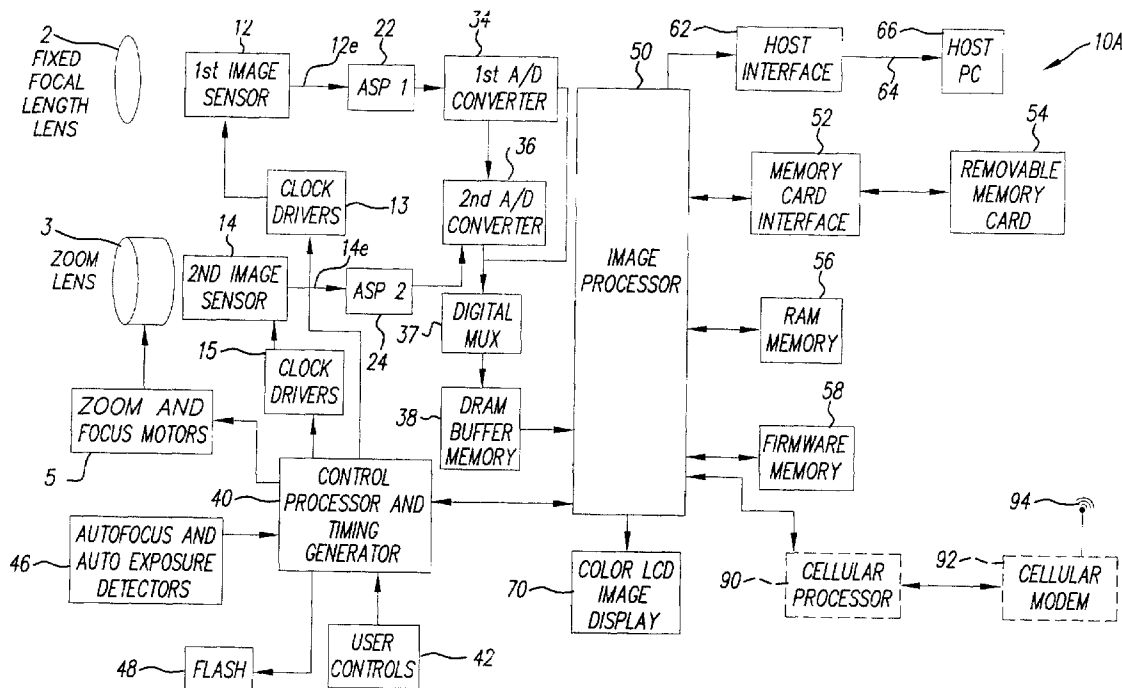 2
FIXED
FOCAL
LENGTH
LENS
12
1st IMAGE
SENSOR
12e
22
ASP 1
34
1st A/D
CONVERTER
50
62
HOST
INTERFACE
64
66
HOST
PC
10A
36
2nd A/D
CONVERTER
52
MEMORY
CARD
INTERFACE
54
REMOVABLE
MEMORY
CARD
CLOCK
DRIVERS
13
3
ZOOM
LENS
14
2ND IMAGE
SENSOR
14e
ASP 2
24
IMAGE
PROCESSOR
37
DIGITAL
MUX
56
RAM
MEMORY
15
CLOCK
DRIVERS
38
DRAM
BUFFER
MEMORY
58
FIRMWARE
MEMORY
ZOOM AND
FOCUS MOTORS
5
40
CONTROL
PROCESSOR AND
TIMING
GENERATOR
46
AUTOFOCUS AND
AUTO EXPOSURE
DETECTORS
70
COLOR LCD
IMAGE
DISPLAY
90
CELLULAR
PROCESSOR
92
CELLULAR
MODEM
94
48
FLASH
USER
CONTROLS
42